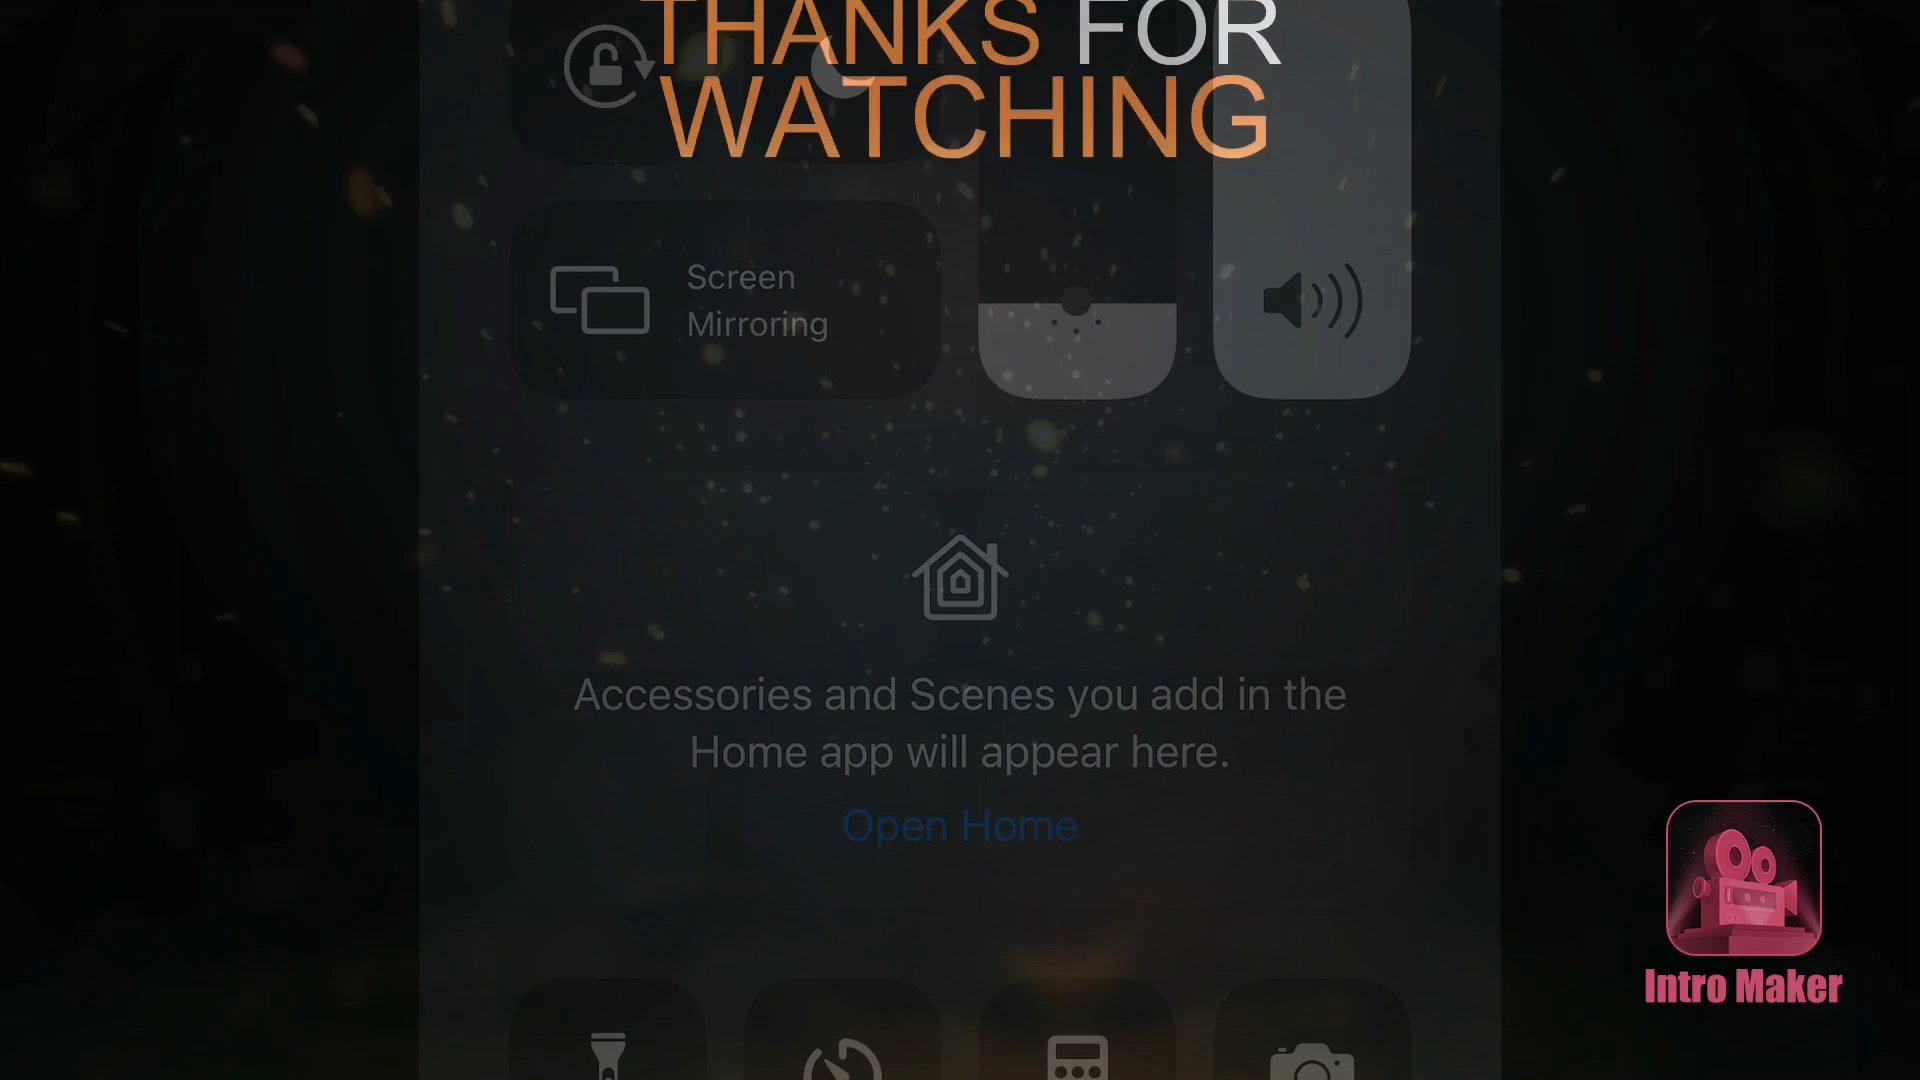 THANKS FOR
WATCHING
Screen
Mirroring
Accessories and Scenes you add in the
Home app will appear here.
Open Home
Intro Maker